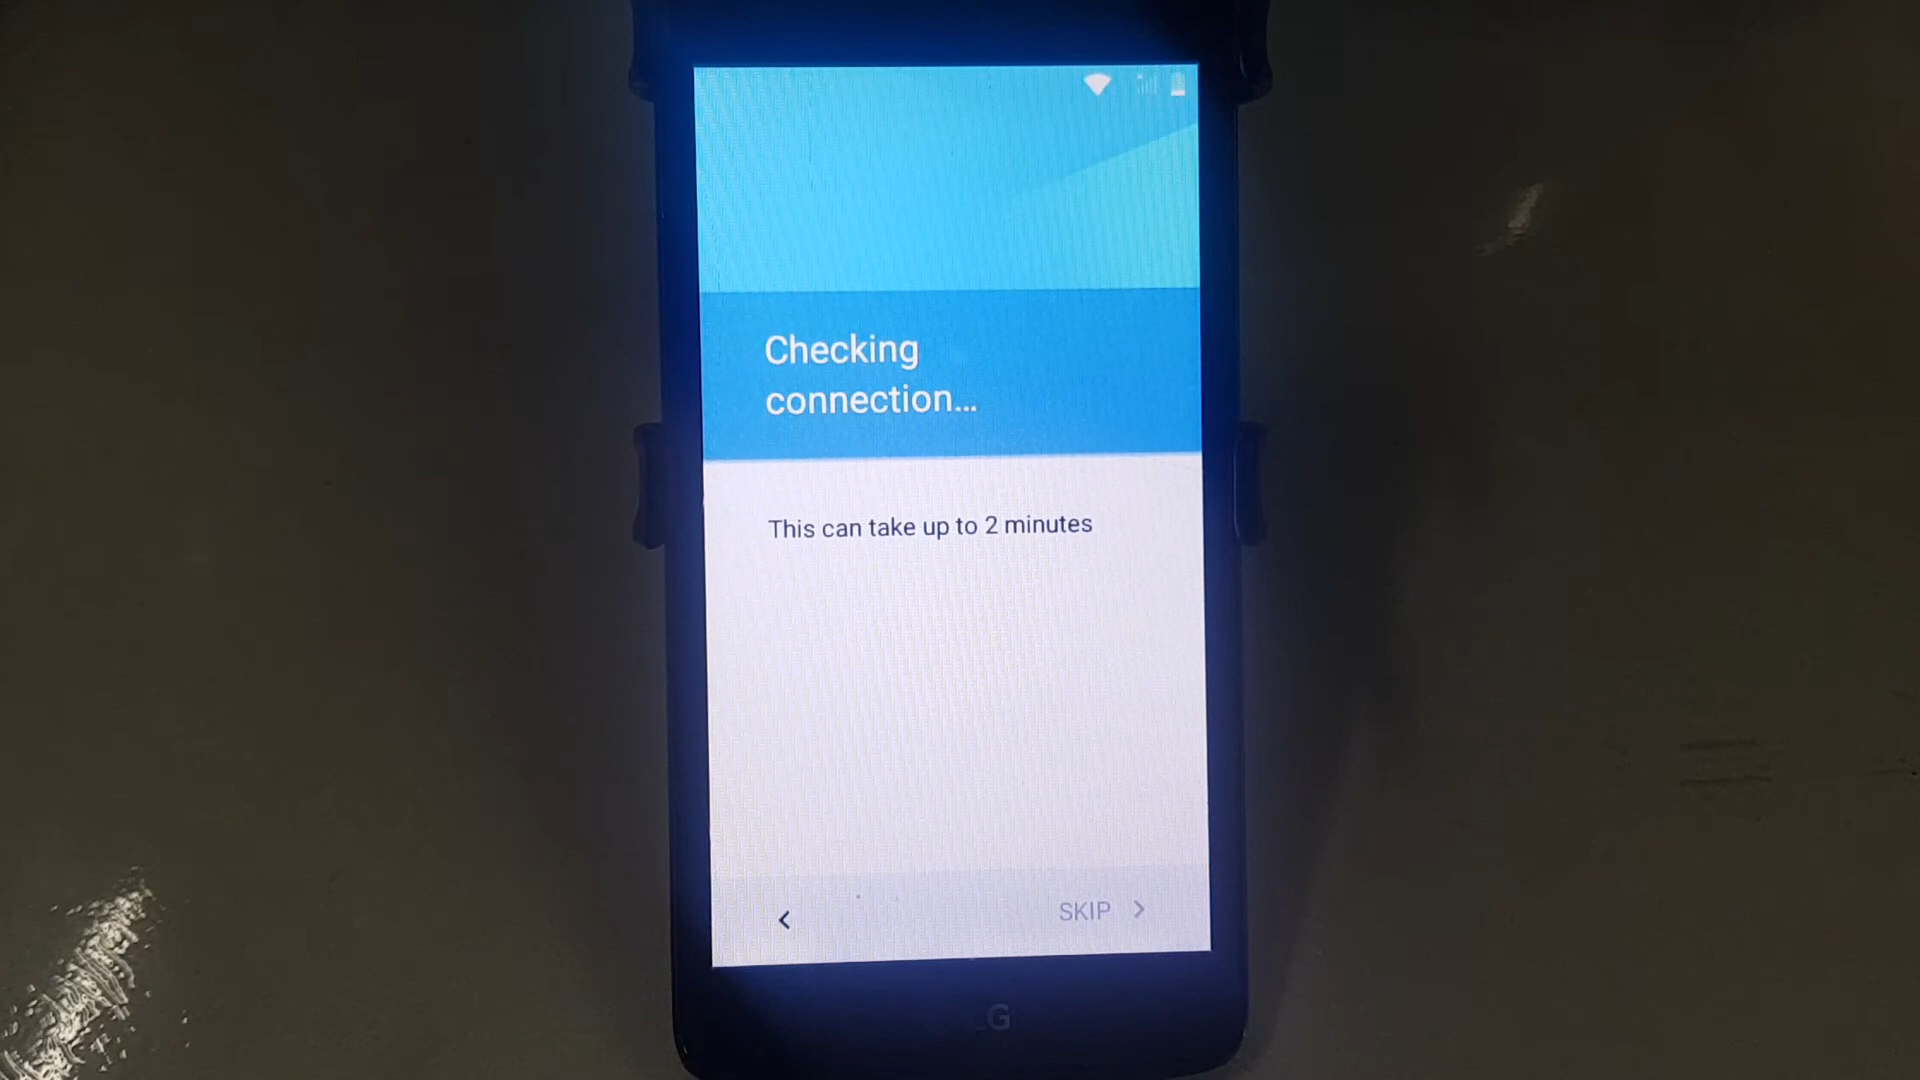 Checking
connection...
This can take up to 2 minutes
SKIP
LG